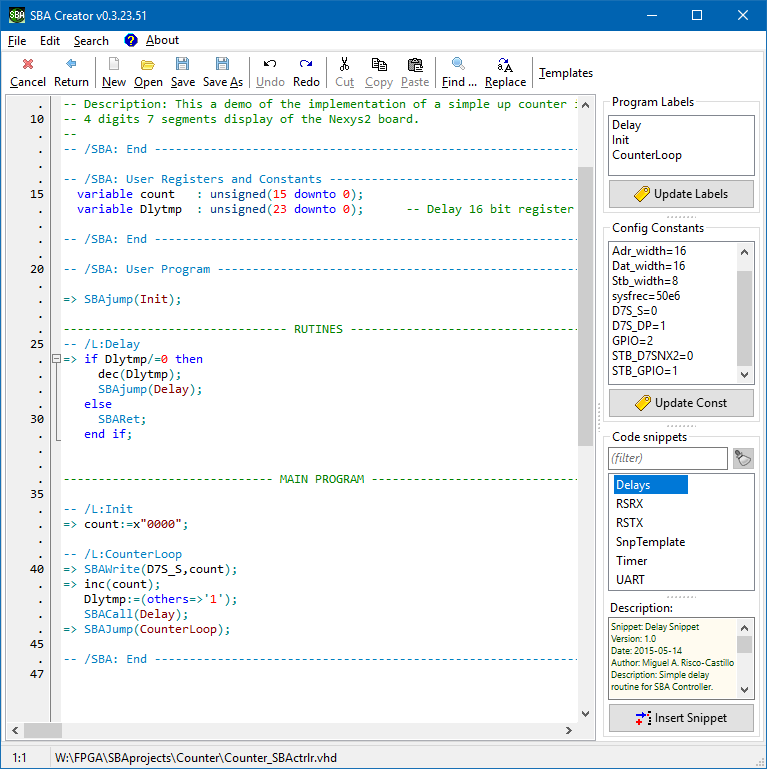 SBA Creator v0.3.23.51
File Edit Search About
Cancel Return New Open Save Save As Undo Redo Cut Copy Paste Find ... Replace Templates
-- Description: This a demo of the implementation of a simple up counter
10 -- 4 digits 7 segments display of the Nexys2 board.
. --
. -- /SBA: End ------------------------------------------------------------
.
. -- /SBA: User Registers and Constants -----------------------------------
15 variable count : unsigned(15 downto 0);
. variable Dlytmp : unsigned(23 downto 0); -- Delay 16 bit register
.
. -- /SBA: End ------------------------------------------------------------
.
20 -- /SBA: User Program ---------------------------------------------------
.
. => SBAjump(Init);
.
. ------------------------------ RUTINES ---------------------------------
25 -- /L:Delay
. => if Dlytmp/=0 then
. dec(Dlytmp);
. SBAjump(Delay);
. else
30 SBARet;
. end if;
.
.
. ---------------------------- MAIN PROGRAM ------------------------------
35
. -- /L:Init
. => count:=x"0000";
.
. -- /L:CounterLoop
40 => SBAWrite(D7S_S,count);
. => inc(count);
. Dlytmp:=(others=>'1');
. SBACall(Delay);
. => SBAJump(CounterLoop);
45
. -- /SBA: End ------------------------------------------------------------
47
Program Labels
Delay
Init
CounterLoop
Update Labels
Config Constants
Adr_width=16
Dat_width=16
Stb_width=8
sysfrec=50e6
D7S_S=0
D7S_DP=1
GPIO=2
STB_D7SNX2=0
STB_GPIO=1
Update Const
Code snippets
(filter)
Delays
RSRX
RSTX
SnpTemplate
Timer
UART
Description:
Snippet: Delay Snippet
Version: 1.0
Date: 2015-05-14
Author: Miguel A. Risco-Castillo
Description: Simple delay
routine for SBA Controller.
Insert Snippet
1:1 W:\FPGA\SBAprojects\Counter\Counter_SBActrlr.vhd